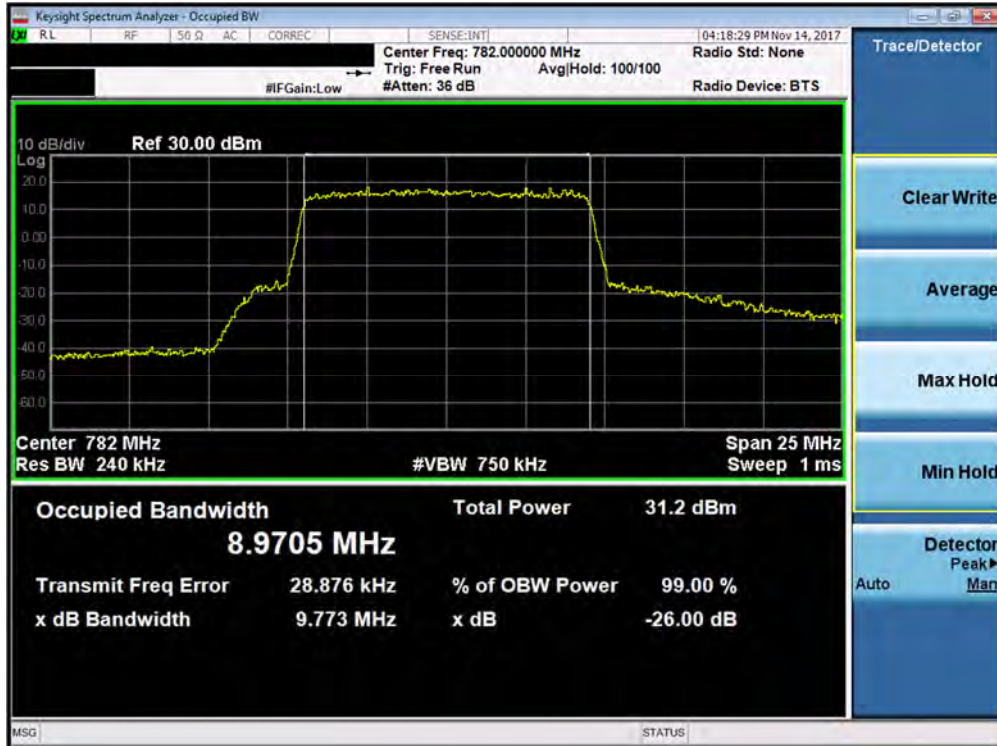 Keysight Spectrum Analyzer - Occupied BW
LXI RL RF 50 Ω AC CORREC SENSE:INT 04:18:29 PM Nov 14, 2017
Center Freq: 782.000000 MHz Radio Std: None
Trig: Free Run Avg|Hold: 100/100
#IFGain:Low #Atten: 36 dB Radio Device: BTS
Trace/Detector
10 dB/div Ref 30.00 dBm
Log
20.0
10.0
0.00
-10.0
-20.0
-30.0
-40.0
-50.0
-60.0
Center 782 MHz Span 25 MHz
Res BW 240 kHz #VBW 750 kHz Sweep 1 ms
Clear Write
Average
Max Hold
Min Hold
Detector
Peak▶
Auto Man
Occupied Bandwidth Total Power 31.2 dBm
8.9705 MHz
Transmit Freq Error 28.876 kHz % of OBW Power 99.00 %
x dB Bandwidth 9.773 MHz x dB -26.00 dB
MSG STATUS